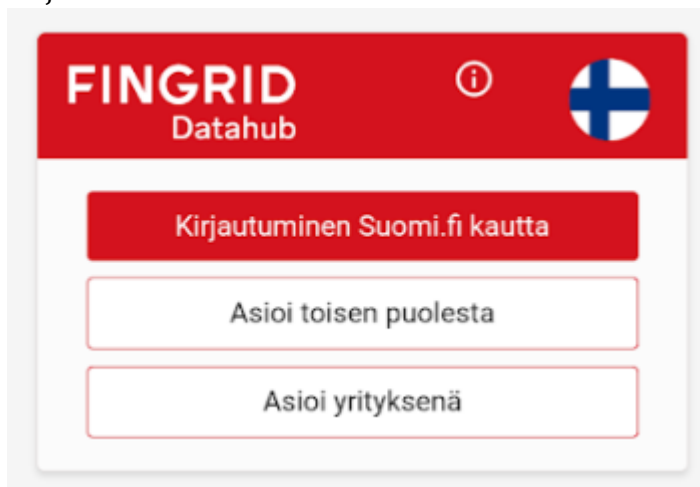 FINGRID
Datahub
Kirjautuminen Suomi.fi kautta
Asioi toisen puolesta
Asioi yrityksenä